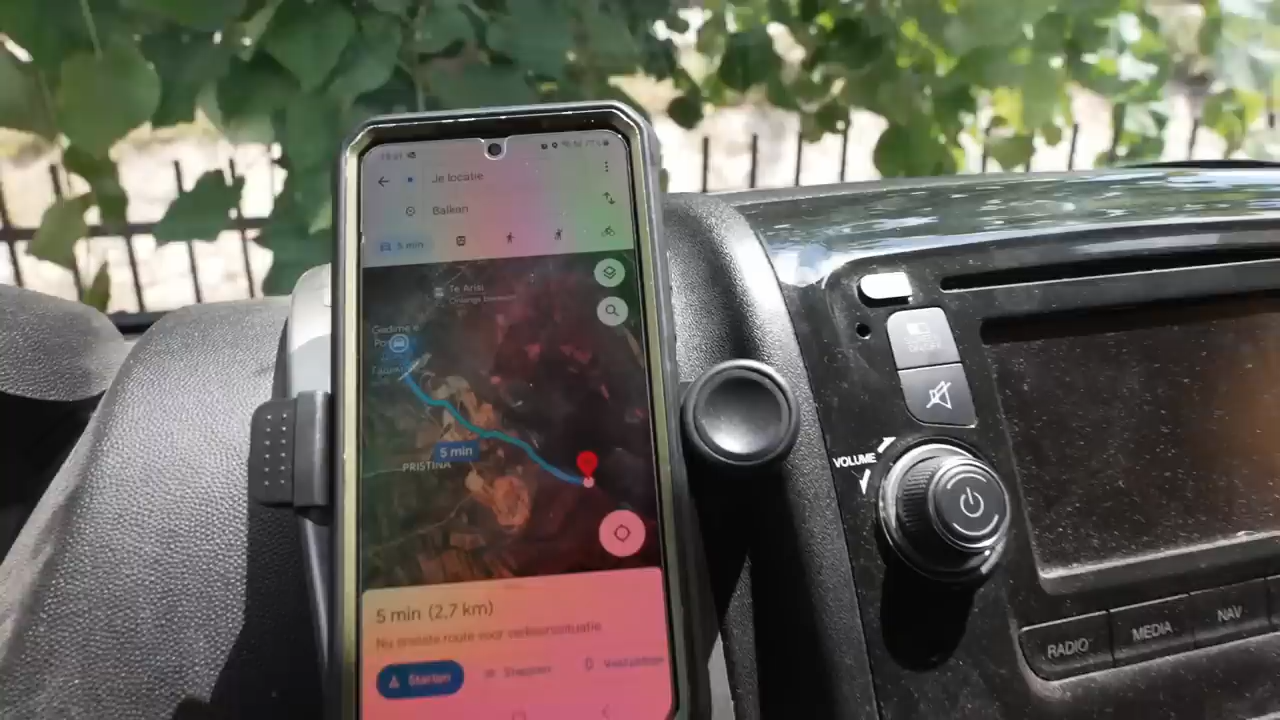 Je locatie
Balkan
5 min
Te Arisi
Gadime e
5 min
PRISTINA
5 min (2,7 km)
Nu snelste route voor verkeerssituatie
Starten
VOLUME
RADIO
MEDIA
NAV